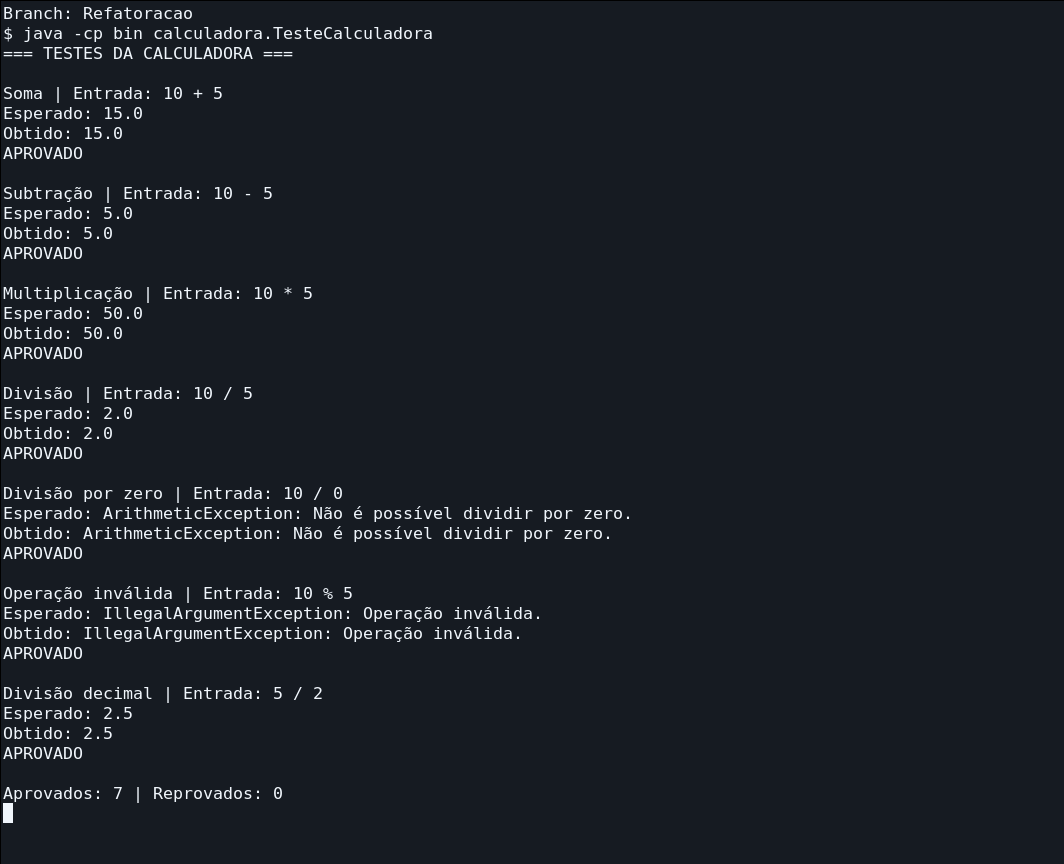 Branch: Refatoracao
$ java -cp bin calculadora.TesteCalculadora
=== TESTES DA CALCULADORA ===
Soma | Entrada: 10 + 5
Esperado: 15.0
Obtido: 15.0
APROVADO
Subtração | Entrada: 10 - 5
Esperado: 5.0
Obtido: 5.0
APROVADO
Multiplicação | Entrada: 10 * 5
Esperado: 50.0
Obtido: 50.0
APROVADO
Divisão | Entrada: 10 / 5
Esperado: 2.0
Obtido: 2.0
APROVADO
Divisão por zero | Entrada: 10 / 0
Esperado: ArithmeticException: Não é possível dividir por zero.
Obtido: ArithmeticException: Não é possível dividir por zero.
APROVADO
Operação inválida | Entrada: 10 % 5
Esperado: IllegalArgumentException: Operação inválida.
Obtido: IllegalArgumentException: Operação inválida.
APROVADO
Divisão decimal | Entrada: 5 / 2
Esperado: 2.5
Obtido: 2.5
APROVADO
Aprovados: 7 | Reprovados: 0